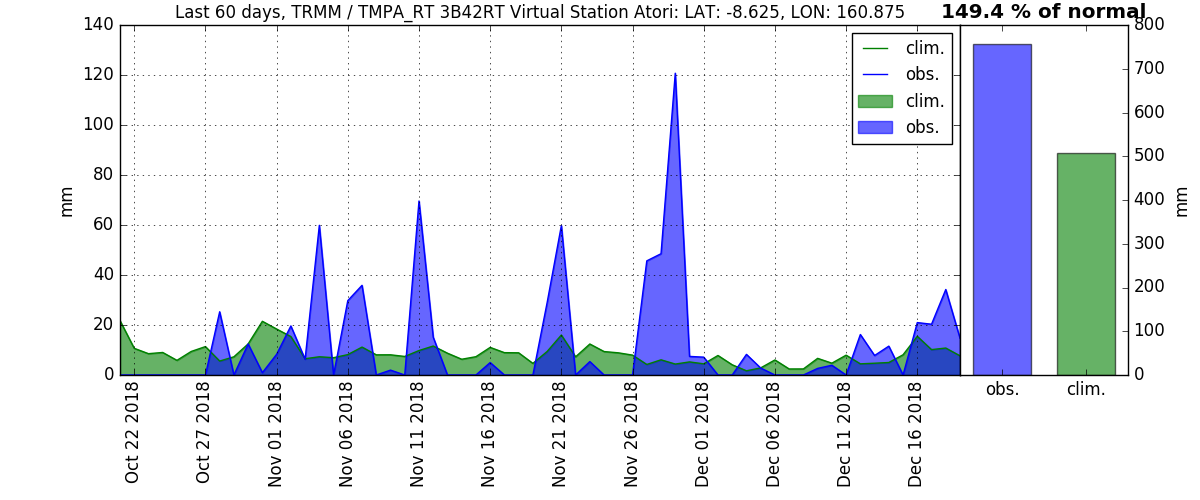 Last 60 days, TRMM / TMPA_RT 3B42RT Virtual Station Atori: LAT: -8.625, LON: 160.875
149.4 % of normal
140
120
100
80
60
40
20
0
mm
clim.
obs.
clim.
obs.
Oct 22 2018
Oct 27 2018
Nov 01 2018
Nov 06 2018
Nov 11 2018
Nov 16 2018
Nov 21 2018
Nov 26 2018
Dec 01 2018
Dec 06 2018
Dec 11 2018
Dec 16 2018
800
700
600
500
400
300
200
100
0
mm
obs.
clim.